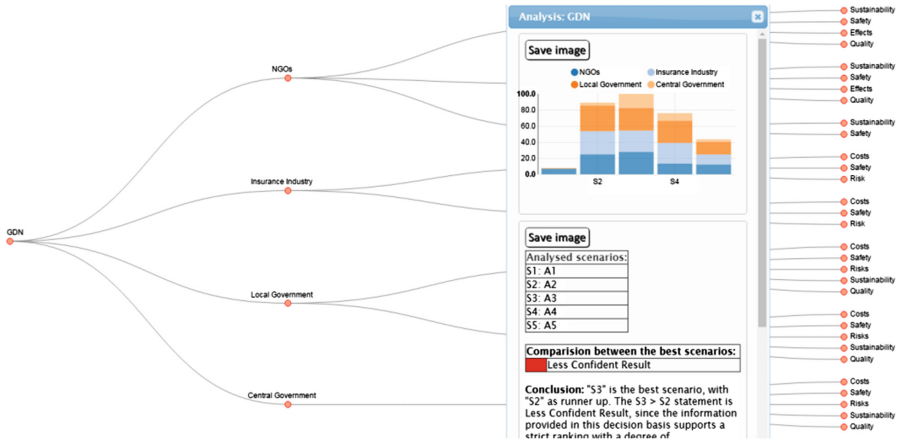 GDN
NGOs
Insurance Industry
Local Government
Central Government
Analysis: GDN
Save image
NGOs
Insurance Industry
Local Government
Central Government
100.0
80.0
60.0
40.0
20.0
0.0
S2
S4
Save image
Analysed scenarios:
S1: A1
S2: A2
S3: A3
S4: A4
S5: A5
Comparision between the best scenarios:
Less Confident Result
Conclusion: "S3" is the best scenario, with
"S2" as runner up. The S3 > S2 statement is
Less Confident Result, since the information
provided in this decision basis supports a
strict ranking with a degree of
Sustainability
Safety
Effects
Quality
Sustainability
Safety
Effects
Quality
Sustainability
Safety
Costs
Safety
Risk
Costs
Safety
Risk
Costs
Safety
Risks
Sustainability
Quality
Costs
Safety
Risks
Sustainability
Quality
Costs
Safety
Risks
Sustainability
Quality